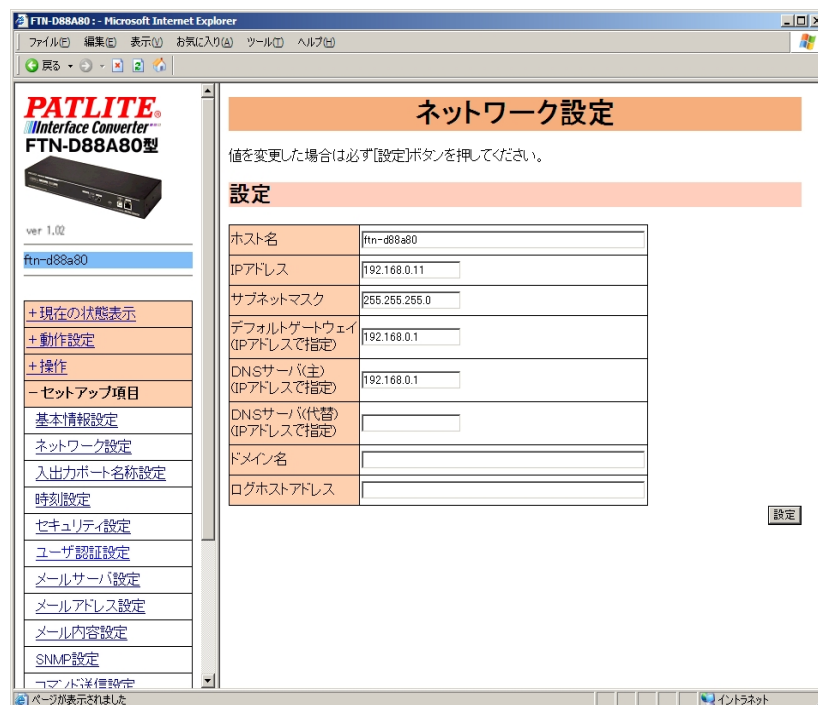 FTN-D88A80 : - Microsoft Internet Explorer
ファイル(F) 編集(E) 表示(V) お気に入り(A) ツール(T) ヘルプ(H)
戻る
PATLITE®
Interface Converter
FTN-D88A80型
ver 1.02
ftn-d88a80
+現在の状態表示
+動作設定
+操作
-セットアップ項目
基本情報設定
ネットワーク設定
入出力ポート名称設定
時刻設定
セキュリティ設定
ユーザ認証設定
メールサーバ設定
メールアドレス設定
メール内容設定
SNMP設定
コマンド送信設定
ネットワーク設定
値を変更した場合は必ず[設定]ボタンを押してください。
設定
ホスト名 ftn-d88a80
IPアドレス 192.168.0.11
サブネットマスク 255.255.255.0
デフォルトゲートウェイ
(IPアドレスで指定) 192.168.0.1
DNSサーバ(主)
(IPアドレスで指定) 192.168.0.1
DNSサーバ(代替)
(IPアドレスで指定)
ドメイン名
ログホストアドレス
設定
ページが表示されました イントラネット